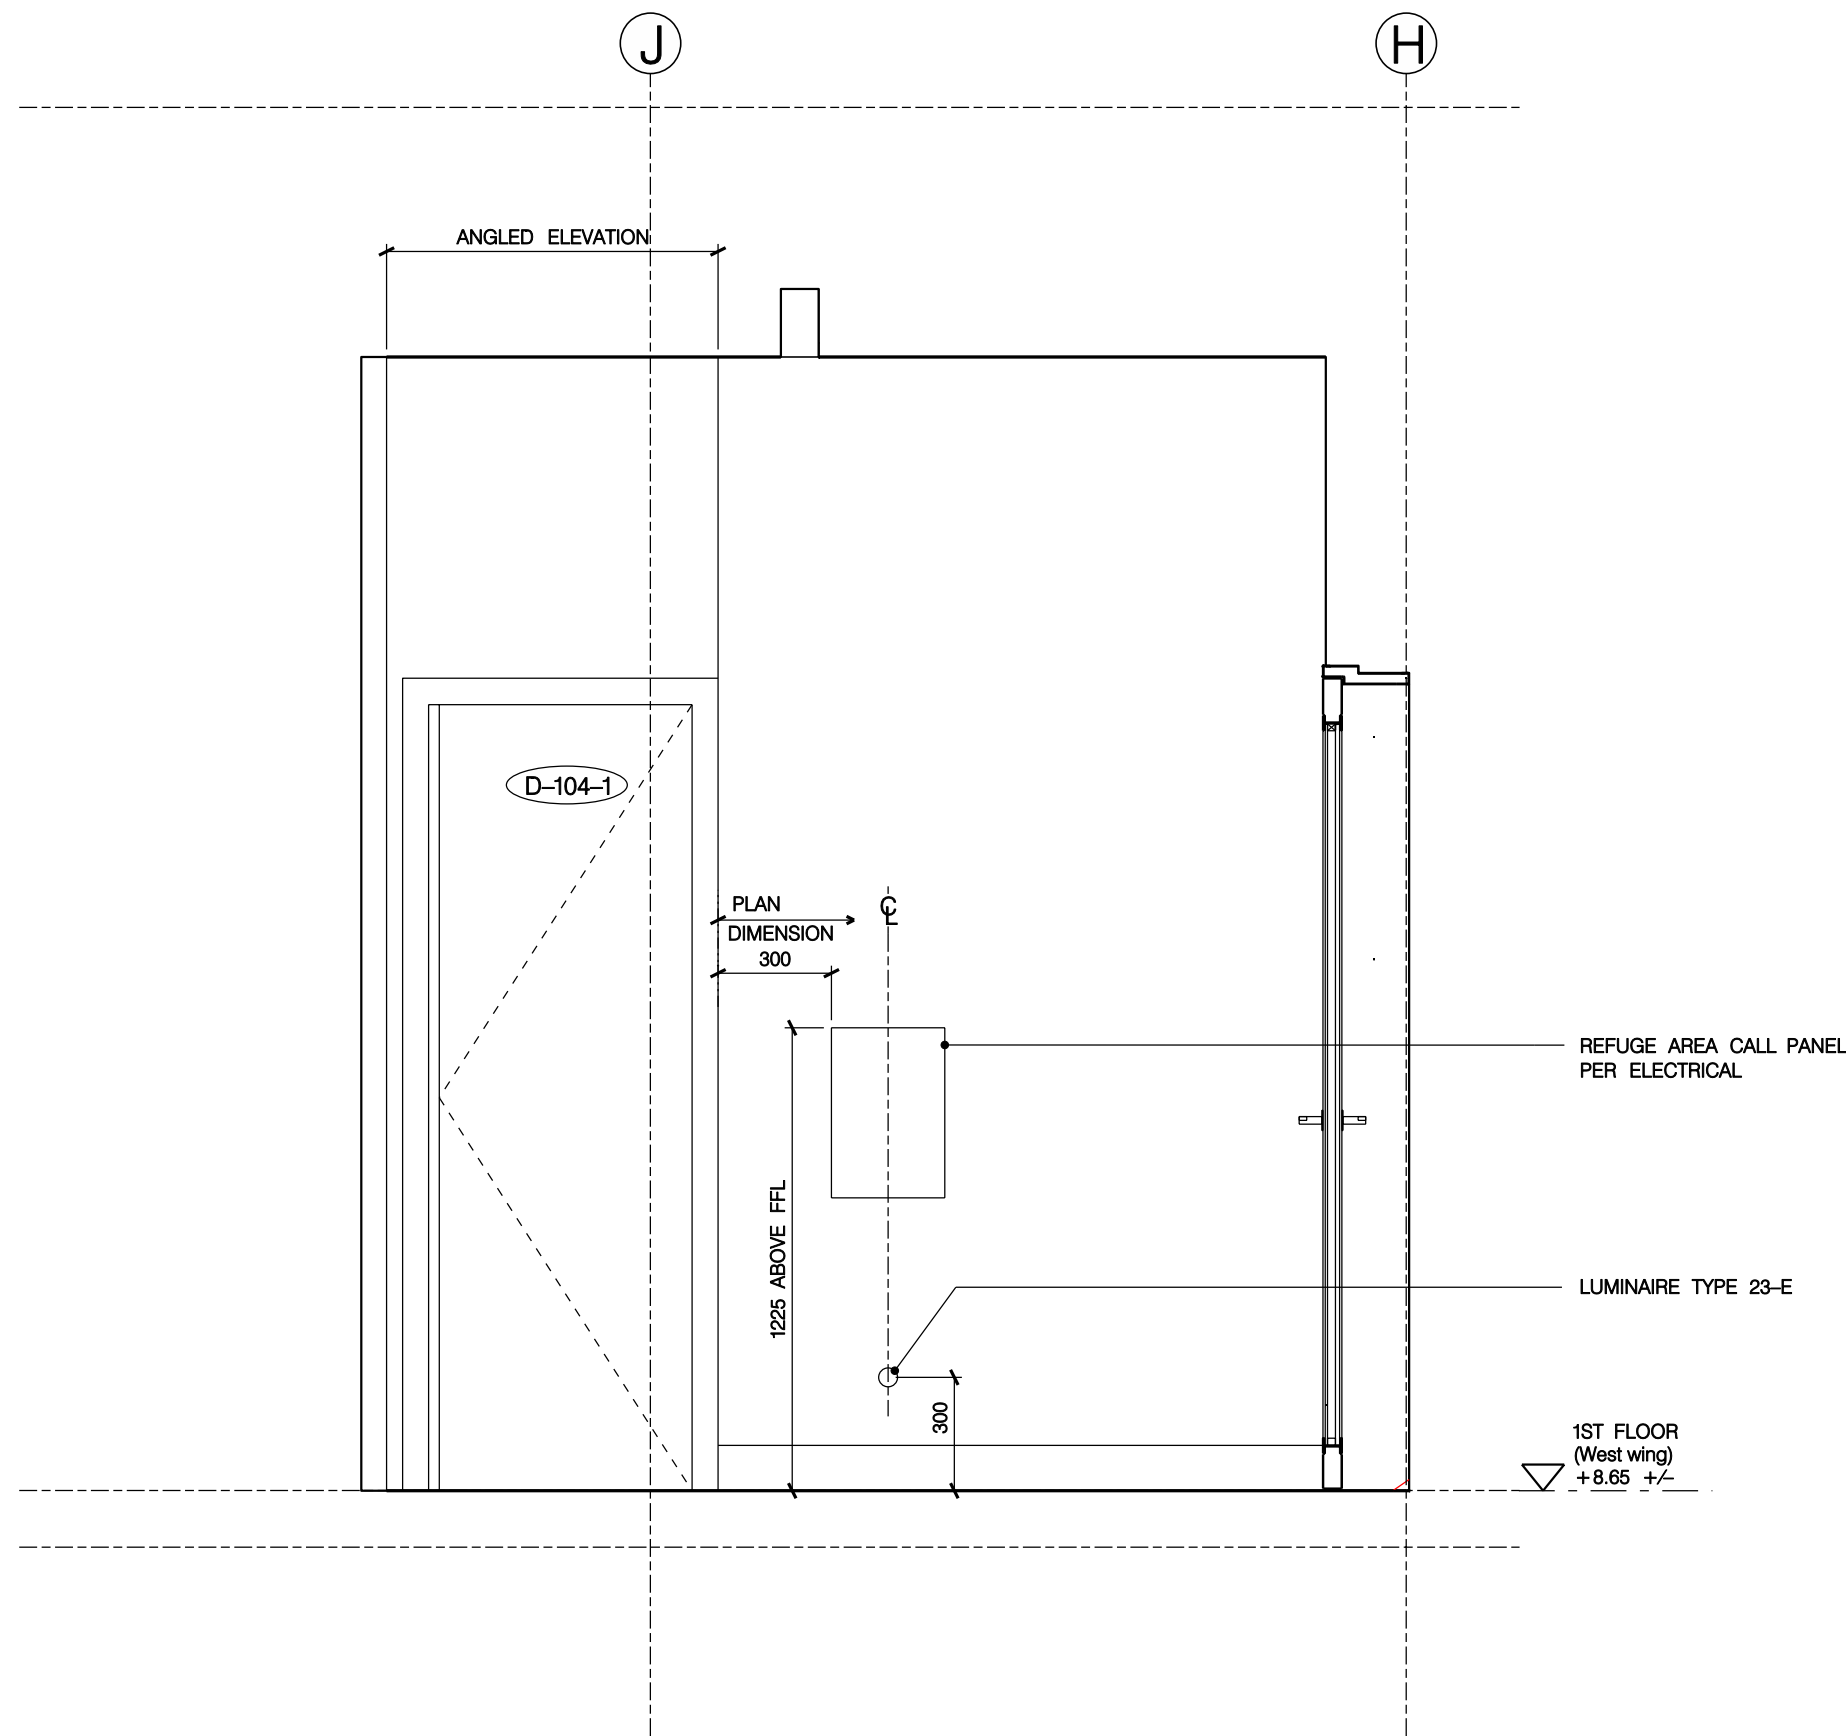 J
H
ANGLED ELEVATION
D-104-1
PLAN
DIMENSION
300
CL
REFUGE AREA CALL PANEL
PER ELECTRICAL
1225 ABOVE FFL
LUMINAIRE TYPE 23-E
300
1ST FLOOR
(West wing)
+8.65 +/-